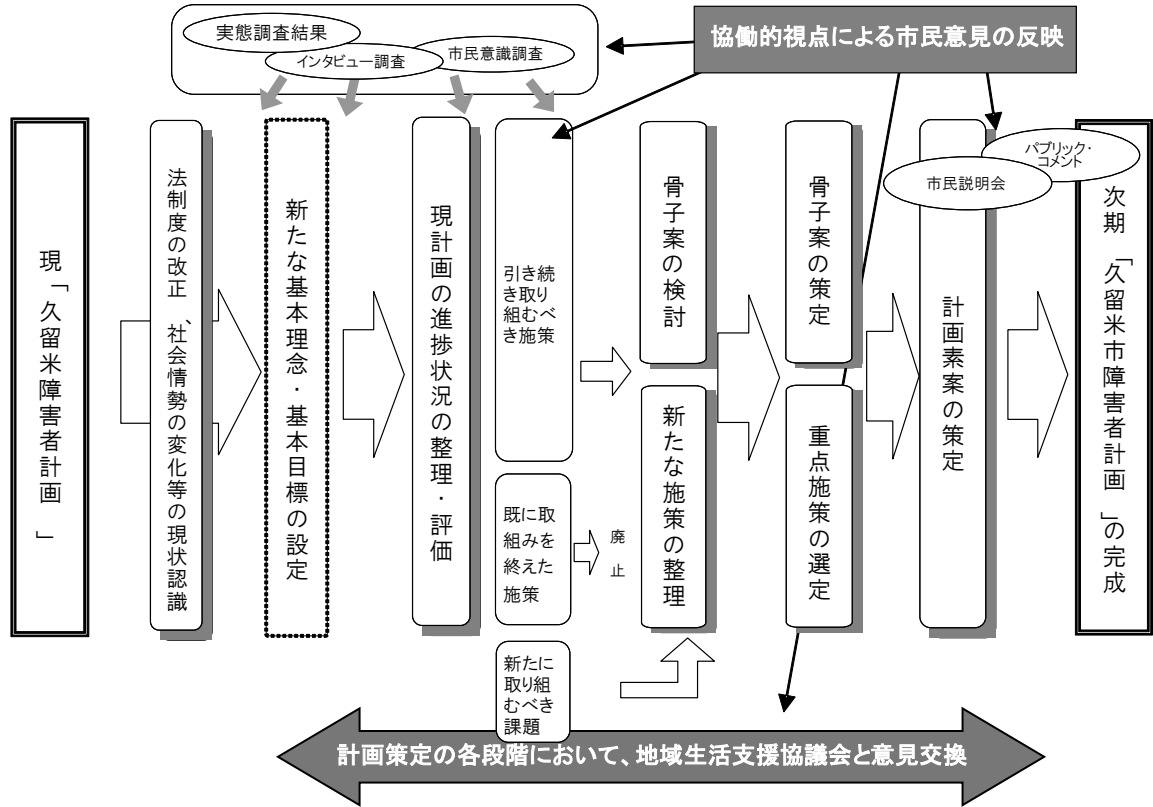 実態調査結果
インタビュー調査
市民意識調査
協働的視点による市民意見の反映
現「久留米障害者計画」
法制度の改正、社会情勢の変化等の現状認識
新たな基本理念・基本目標の設定
現計画の進捗状況の整理・評価
引き続
き取り
組むべ
き施策
既に取
組みを
終えた
施策
廃
止
新たに
取り組
むべき
課題
骨子案の検討
新たな施策の整理
骨子案の策定
重点施策の選定
市民説明会
パブリック・
コメント
計画素案の策定
次期「久留米市障害者計画」の完成
計画策定の各段階において、地域生活支援協議会と意見交換